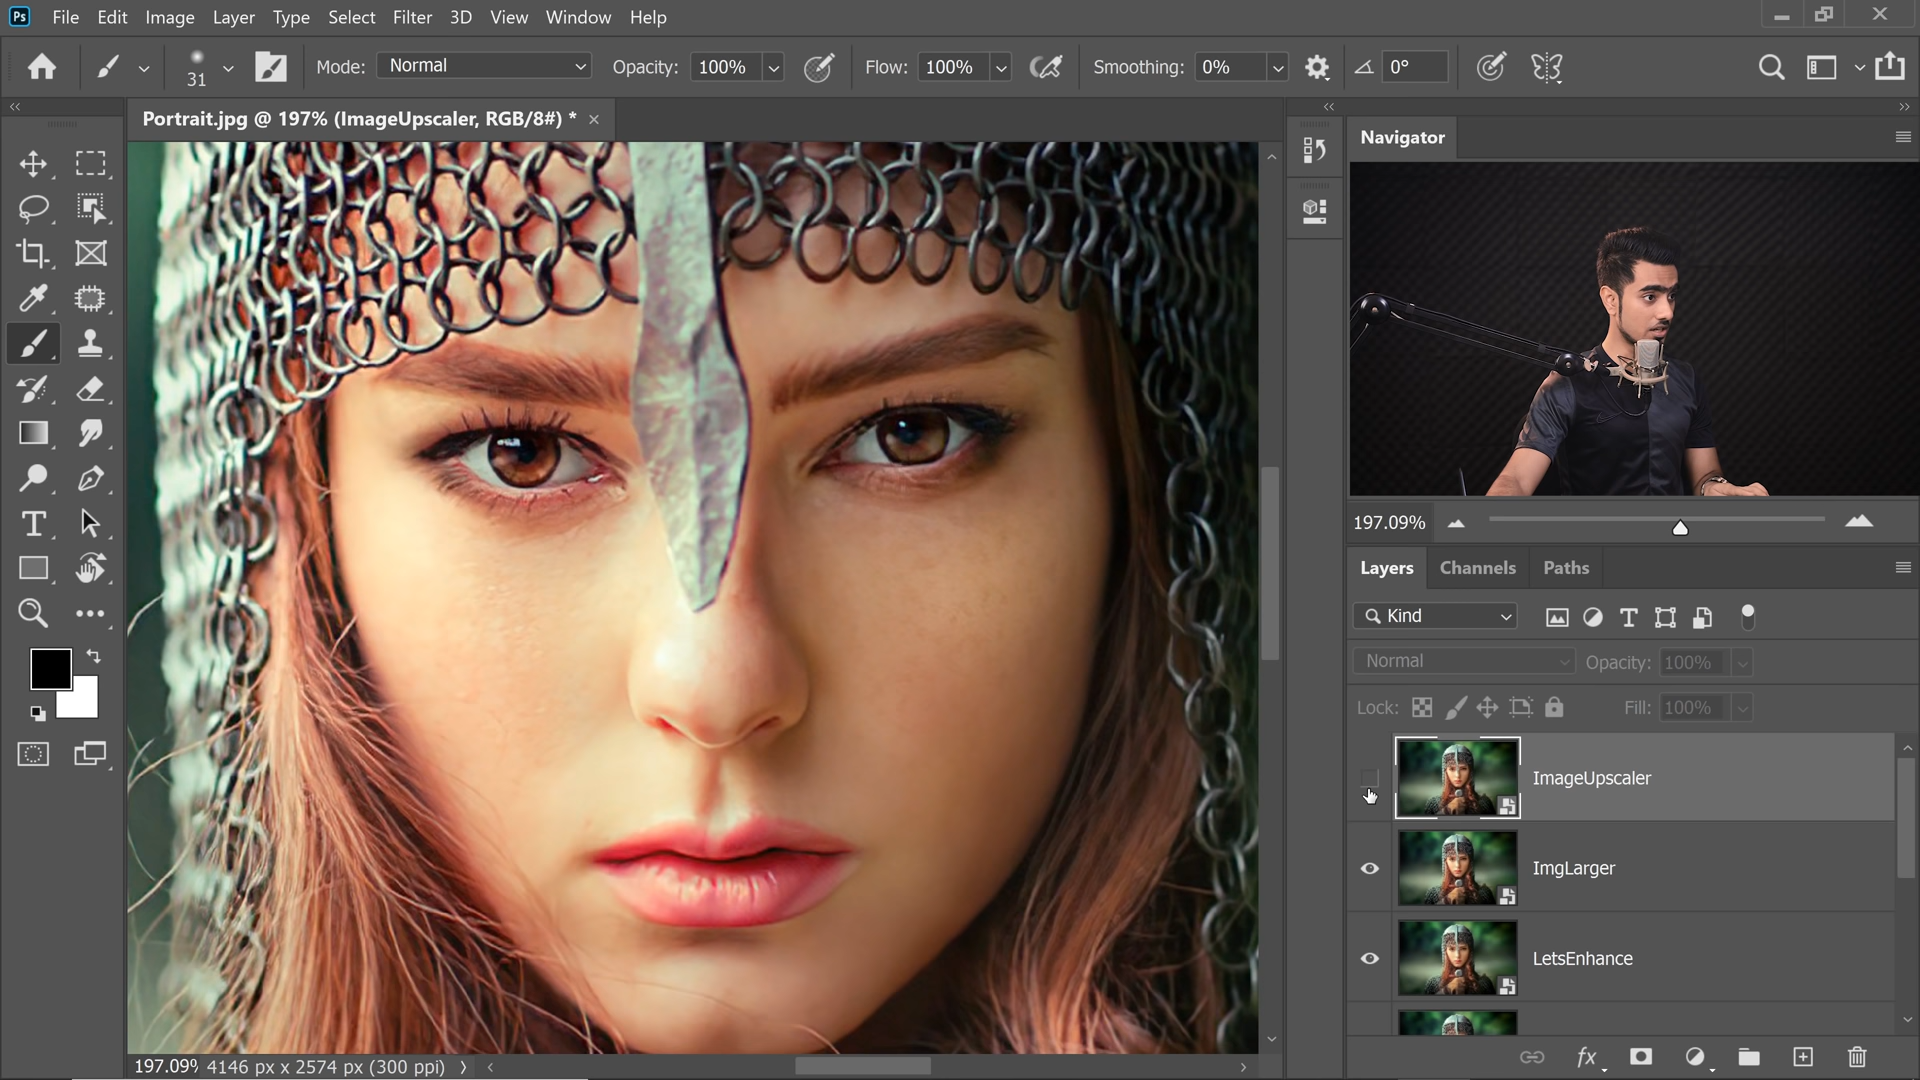 Ps File Edit Image Layer Type Select Filter 3D View Window Help
31 Mode: Normal Opacity: 100% Flow: 100% Smoothing: 0% 0°
Portrait.jpg @ 197% (ImageUpscaler, RGB/8#) *
Navigator
197.09%
Layers Channels Paths
Kind
Normal Opacity: 100%
Lock: Fill: 100%
ImageUpscaler
ImgLarger
LetsEnhance
197.09% 4146 px x 2574 px (300 ppi)
fx